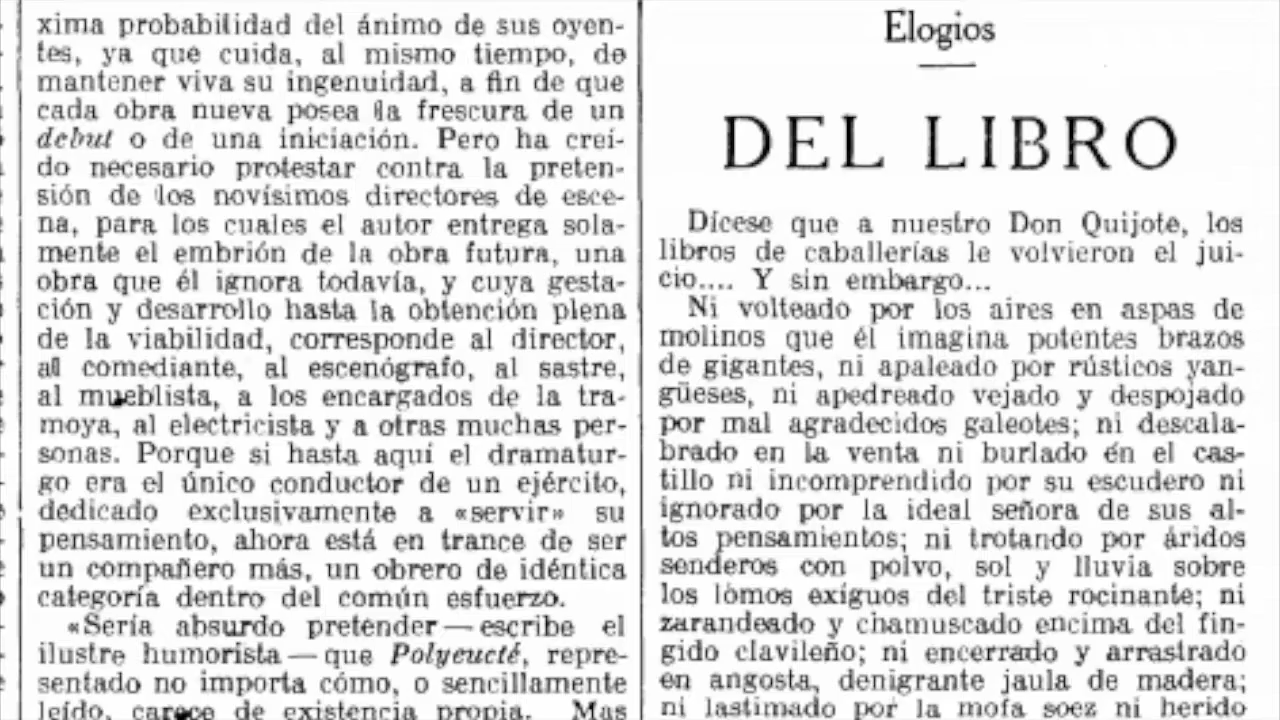 xima probabilidad del ánimo de sus oyen-
tes, ya que cuida, al mismo tiempo, de
mantener viva su ingenuidad, a fin de que
cada obra nueva posea la frescura de un
debut o de una iniciación. Pero ha creí-
do necesario protestar contra la preten-
sión de los novísimos directores de esce-
na, para los cuales el autor entrega sola-
mente el embrión de la obra futura, una
obra que él ignora todavía, y cuya gesta-
ción y desarrollo hasta la obtención plena
de la viabilidad, corresponde al director,
al comediante, al escenógrafo, al sastre,
al mueblista, a los encargados de la tra-
moya, al electricista y a otras muchas per-
sonas. Porque si hasta aquí el dramatur-
go era el único conductor de un ejército,
dedicado exclusivamente a «servir» su
pensamiento, ahora está en trance de ser
un compañero más, un obrero de idéntica
categoría dentro del común esfuerzo.
«Sería absurdo pretender—escribe el
ilustre humorista—que Polyeucté, repre-
sentado no importa cómo, o sencillamente
leído, carece de existencia propia. Mas
Elogios
DEL LIBRO
Dícese que a nuestro Don Quijote, los
libros de caballerías le volvieron el jui-
cio.... Y sin embargo...
Ni volteado por los aires en aspas de
molinos que él imagina potentes brazos
de gigantes, ni apaleado por rústicos yan-
güeses, ni apedreado vejado y despojado
por mal agradecidos galeotes; ni descala-
brado en la venta ni burlado én el cas-
tillo ni incomprendido por su escudero ni
ignorado por la ideal señora de sus al-
tos pensamientos; ni trotando por áridos
senderos con polvo, sol y lluvia sobre
los lomos exíguos del triste rocinante; ni
zarandeado y chamuscado encima del fin-
gido clavileño; ni encerrado y arrastrado
en angosta, denigrante jaula de madera;
ni lastimado por la mofa soez ni herido